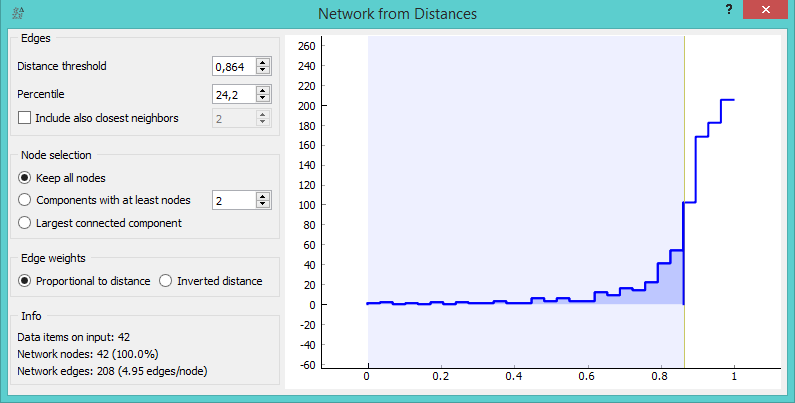 Network from Distances
?
×
Edges
Distance threshold 0,864
Percentile 24,2
Include also closest neighbors 2
Node selection
Keep all nodes
Components with at least nodes 2
Largest connected component
Edge weights
Proportional to distance Inverted distance
Info
Data items on input: 42
Network nodes: 42 (100.0%)
Network edges: 208 (4.95 edges/node)
260
240
220
200
180
160
140
120
100
80
60
40
20
0
-20
-40
-60
0 0.2 0.4 0.6 0.8 1